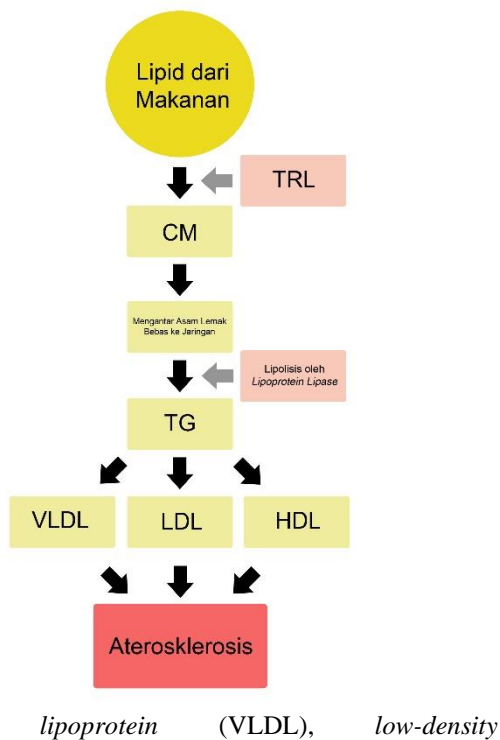 Lipid dari
Makanan
TRL
CM
Mengantar Asam Lemak
Bebas ke Jaringan
Lipolisis oleh
Lipoprotein Lipase
TG
VLDL
LDL
HDL
Aterosklerosis
lipoprotein (VLDL), low-density